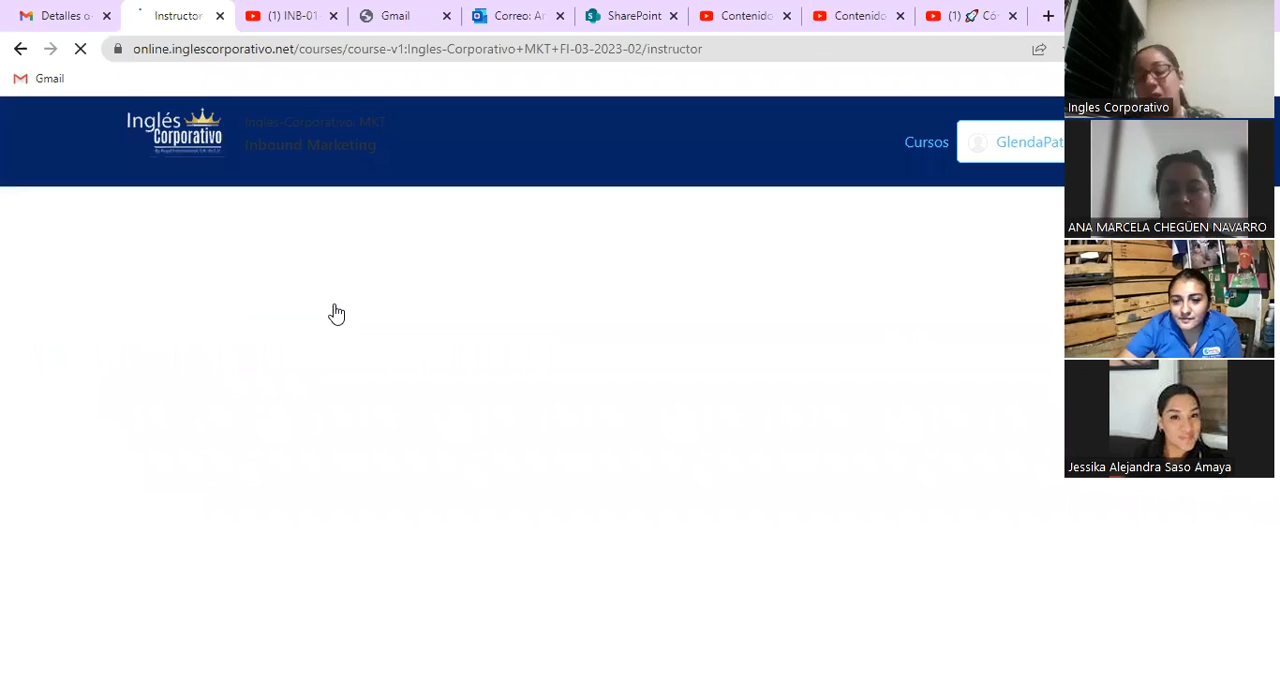 Detalles o
Instructor
(1) INB-01-
Gmail
Correo: Ar
SharePoint
Contenido
Contenido
(1) 🚀 Có
online.inglescorporativo.net/courses/course-v1:Ingles-Corporativo+MKT+FI-03-2023-02/instructor
Gmail
Inglés
Corporativo
Ingles-Corporativo: MKT
Inbound Marketing
Cursos
GlendaPat
Ingles Corporativo
ANA MARCELA CHEGÜEN NAVARRO
Jessika Alejandra Saso Amaya